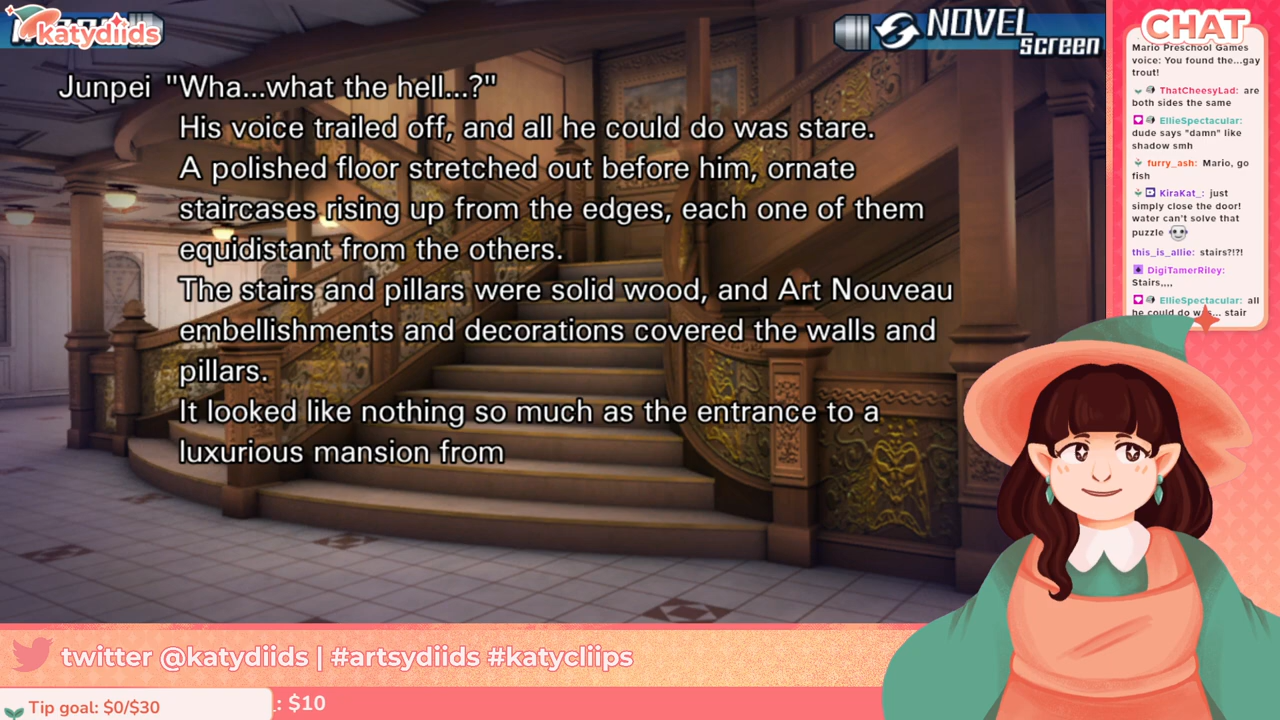 katydiids
NOVEL
Screen
Junpei "Wha...what the hell...?"
His voice trailed off, and all he could do was stare.
A polished floor stretched out before him, ornate
staircases rising up from the edges, each one of them
equidistant from the others.
The stairs and pillars were solid wood, and Art Nouveau
embellishments and decorations covered the walls and
pillars.
It looked like nothing so much as the entrance to a
luxurious mansion from
CHAT
Mario Preschool Games
voice: You found the...gay
trout!
ThatCheesyLad: are
both sides the same
EllieSpectacular:
dude says "damn" like
shadow smh
furry_ash: Mario, go
fish
KiraKat_: just
simply close the door!
water can't solve that
puzzle
this_is_allie: stairs?!?!
DigiTamerRiley:
Stairs,,,,
EllieSpectacular: all
he could do was... stair
twitter @katydiids | #artsydiids #katycliips
Tip goal: $0/$30
: $10